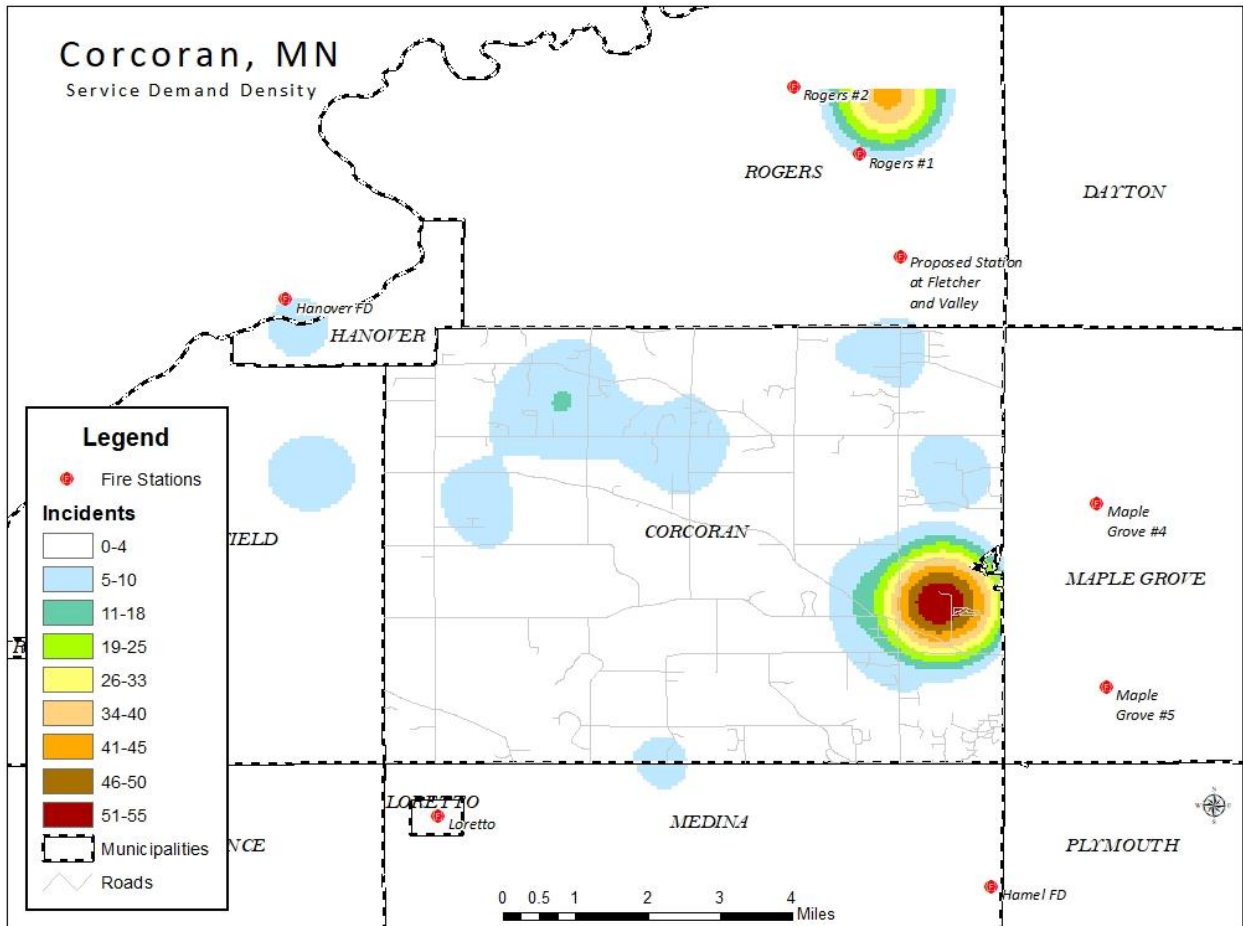 Corcoran, MN
Service Demand Density
Rogers #2
Rogers #1
ROGERS
DAYTON
Proposed Station
at Fletcher
and Valley
Hanover FD
HANOVER
Legend
Fire Stations
Incidents
0-4
5-10
11-18
19-25
26-33
34-40
41-45
46-50
51-55
Municipalities
Roads
FIELD
CORCORAN
Maple
Grove #4
MAPLE GROVE
Maple
Grove #5
R
LORETTO
Loretto
MEDINA
NCE
PLYMOUTH
Hamel FD
0 0.5 1 2 3 4
Miles